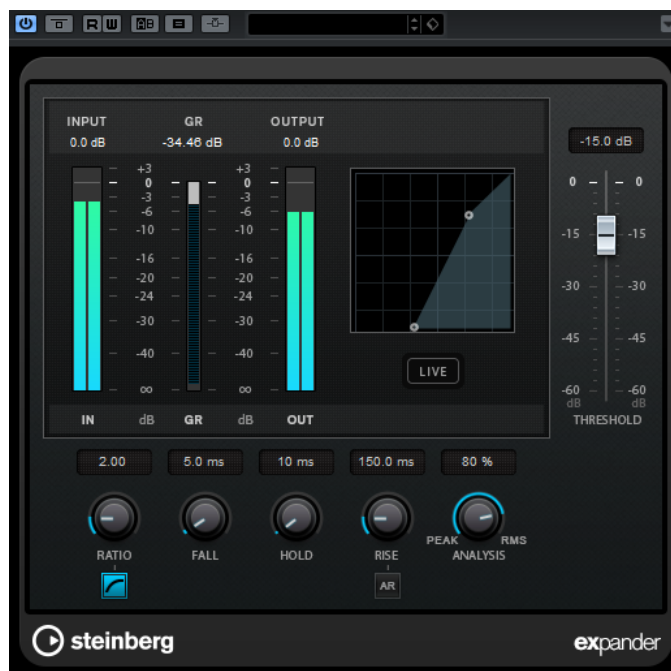 R W A B
INPUT GR OUTPUT
0.0 dB -34.46 dB 0.0 dB
-15.0 dB
+3 +3
0 0
-3 -3
-6 -6
-10 -10
-16 -16
-20 -20
-24 -24
-30 -30
-40 -40
∞ ∞
IN dB GR dB OUT
LIVE
0 0
-15 -15
-30 -30
-45 -45
-60 -60
dB dB
THRESHOLD
2.00 5.0 ms 10 ms 150.0 ms 80 %
PEAK RMS
RATIO FALL HOLD RISE ANALYSIS
AR
steinberg expander